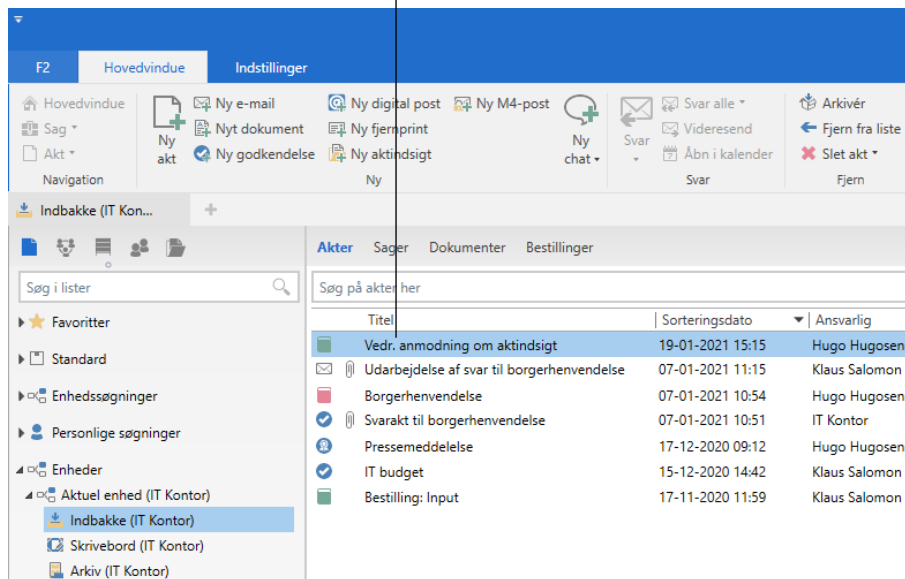 F2 Hovedvindue Indstillinger
Hovedvindue Ny e-mail Ny digital post Ny M4-post Svar alle Arkivér
Sag Nyt dokument Ny fjernprint Videresend Fjern fra liste
Akt Ny akt Ny godkendelse Ny aktindsigt Ny chat Svar Åbn i kalender Slet akt
Navigation Ny Svar Fjern
Indbakke (IT Kon... +
Akter Sager Dokumenter Bestillinger
Søg i lister Søg på akter her
Titel Sorteringsdato Ansvarlig
Favoritter
Standard
Enhedssøgninger
Personlige søgninger
Enheder
Aktuel enhed (IT Kontor)
Indbakke (IT Kontor)
Skrivebord (IT Kontor)
Arkiv (IT Kontor)
Vedr. anmodning om aktindsigt 19-01-2021 15:15 Hugo Hugosen
Udarbejdelse af svar til borgerhenvendelse 07-01-2021 11:15 Klaus Salomon
Borgerhenvendelse 07-01-2021 10:54 Hugo Hugosen
Svarakt til borgerhenvendelse 07-01-2021 10:51 IT Kontor
Pressemeddelelse 17-12-2020 09:12 Hugo Hugosen
IT budget 15-12-2020 14:42 Klaus Salomon
Bestilling: Input 17-11-2020 11:59 Klaus Salomon